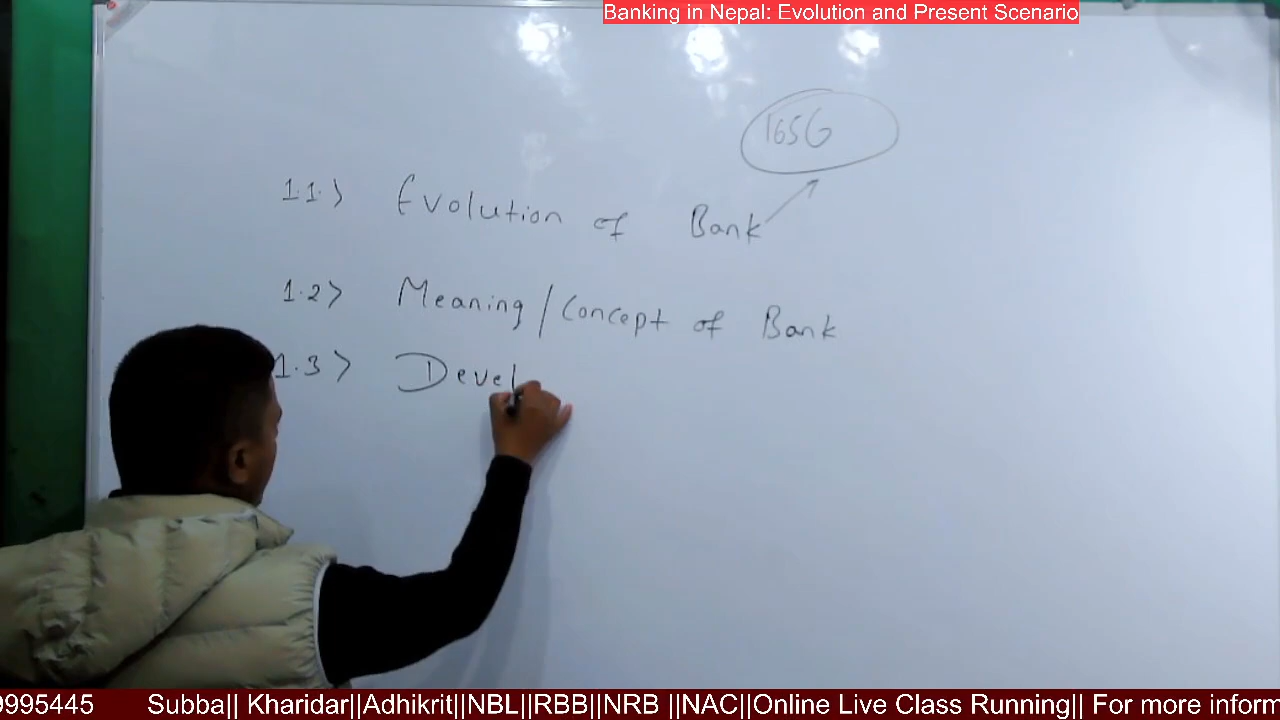 Banking in Nepal: Evolution and Present Scenario
1656
1.1.> Evolution of Bank
1.2> Meaning/Concept of Bank
1.3> Devel
9995445 Subba|| Kharidar||Adhikrit||NBL||RBB||NRB ||NAC||Online Live Class Running|| For more inform